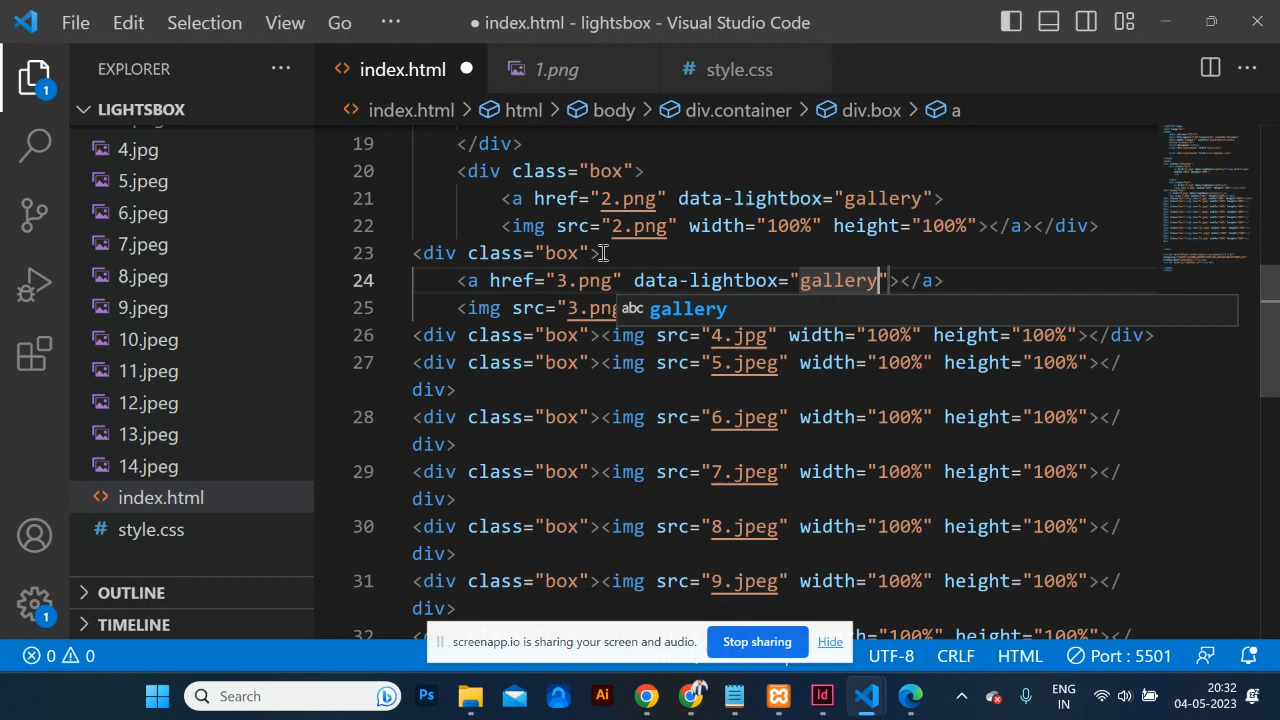 File Edit Selection View Go ··· ● index.html - lightsbox - Visual Studio Code
EXPLORER ···
index.html ● 1.png # style.css ···
LIGHTSBOX
index.html > html > body > div.container > div.box > a
4.jpg
5.jpeg
6.jpeg
7.jpeg
8.jpeg
9.jpeg
10.jpeg
11.jpeg
12.jpeg
13.jpeg
14.jpeg
index.html
# style.css
OUTLINE
TIMELINE
1
1
19 </div>
20 <div class="box">
21 <a href="2.png" data-lightbox="gallery">
22 <img src="2.png" width="100%" height="100%" ></a></div>
23 <div class="box">
24 <a href="3.png" data-lightbox="gallery"></a>
25 <img src="3.png
abc gallery
26 <div class="box"><img src="4.jpg" width="100%" height="100%"></div>
27 <div class="box"><img src="5.jpeg" width="100%" height="100%"></
div>
28 <div class="box"><img src="6.jpeg" width="100%" height="100%"></
div>
29 <div class="box"><img src="7.jpeg" width="100%" height="100%"></
div>
30 <div class="box"><img src="8.jpeg" width="100%" height="100%"></
div>
31 <div class="box"><img src="9.jpeg" width="100%" height="100%"></
div>
32
screenapp.io is sharing your screen and audio. Stop sharing Hide
0 0 UTF-8 CRLF HTML Port : 5501
Search Ps Ai Id ENG IN 20:32 04-05-2023